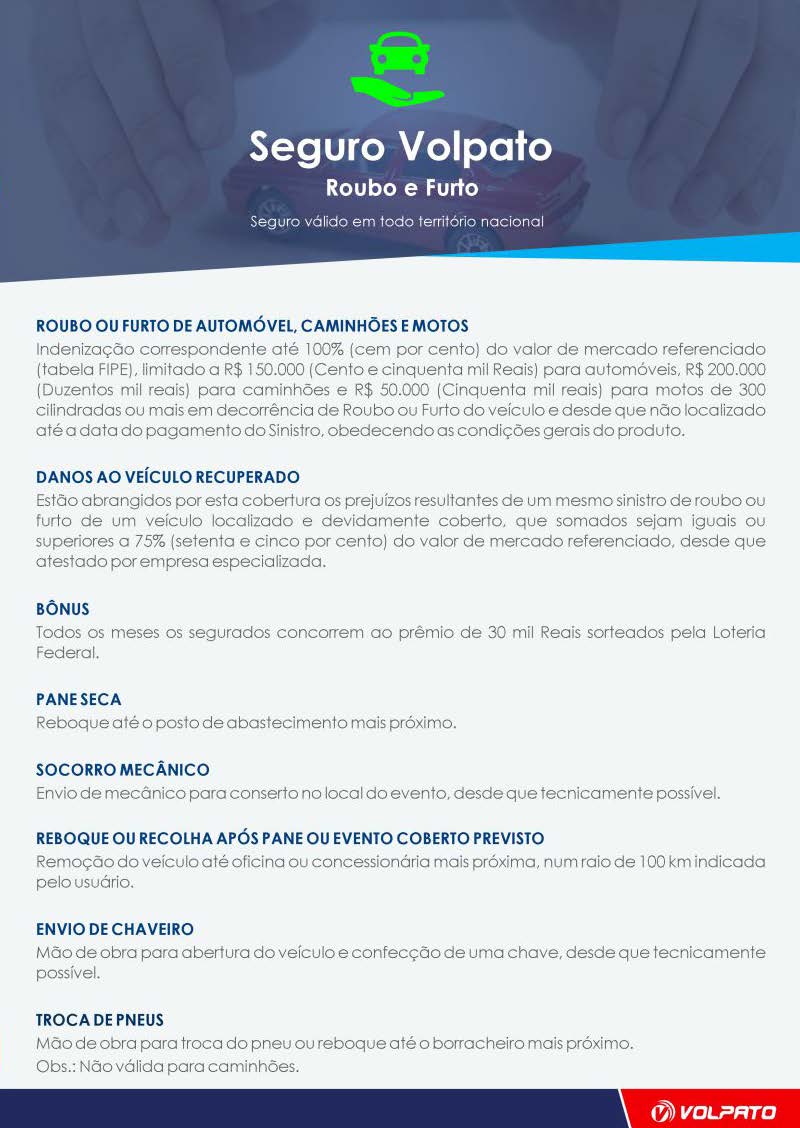 Seguro Volpato
Roubo e Furto
Seguro válido em todo território nacional
ROUBO OU FURTO DE AUTOMÓVEL, CAMINHÕES E MOTOS
Indenização correspondente até 100% (cem por cento) do valor de mercado referenciado
(tabela FIPE), limitado a R$ 150.000 (Cento e cinquenta mil Reais) para automóveis, R$ 200.000
(Duzentos mil reais) para caminhões e R$ 50.000 (Cinquenta mil reais) para motos de 300
cilindradas ou mais em decorrência de Roubo ou Furto do veículo e desde que não localizado
até a data do pagamento do Sinistro, obedecendo as condições gerais do produto.
DANOS AO VEÍCULO RECUPERADO
Estão abrangidos por esta cobertura os prejuízos resultantes de um mesmo sinistro de roubo ou
furto de um veículo localizado e devidamente coberto, que somados sejam iguais ou
superiores a 75% (setenta e cinco por cento) do valor de mercado referenciado, desde que
atestado por empresa especializada.
BÔNUS
Todos os meses os segurados concorrem ao prêmio de 30 mil Reais sorteados pela Loteria
Federal.
PANE SECA
Reboque até o posto de abastecimento mais próximo.
SOCORRO MECÂNICO
Envio de mecânico para conserto no local do evento, desde que tecnicamente possível.
REBOQUE OU RECOLHA APÓS PANE OU EVENTO COBERTO PREVISTO
Remoção do veículo até oficina ou concessionária mais próxima, num raio de 100 km indicada
pelo usuário.
ENVIO DE CHAVEIRO
Mão de obra para abertura do veículo e confecção de uma chave, desde que tecnicamente
possível.
TROCA DE PNEUS
Mão de obra para troca do pneu ou reboque até o borracheiro mais próximo.
Obs.: Não válida para caminhões.
VOLPATO